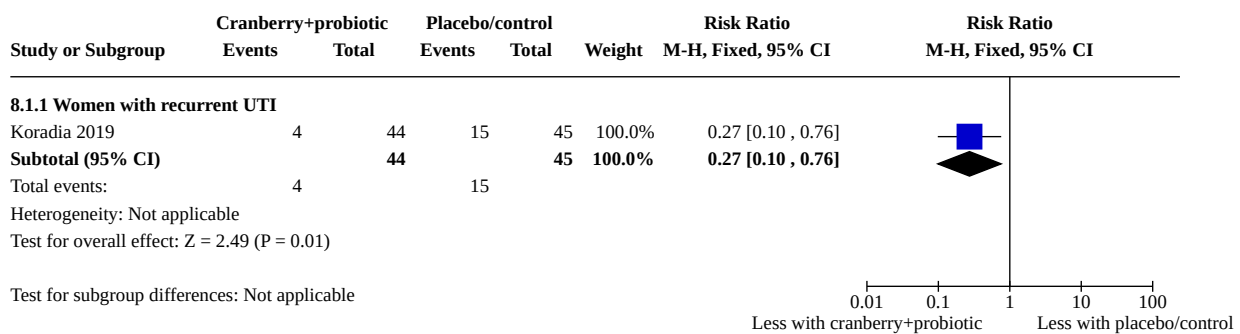 Cranberry+probiotic Placebo/control Risk Ratio Risk Ratio
Study or Subgroup Events Total Events Total Weight M-H, Fixed, 95% CI M-H, Fixed, 95% CI
8.1.1 Women with recurrent UTI
Koradia 2019 4 44 15 45 100.0% 0.27 [0.10 , 0.76]
Subtotal (95% CI) 44 45 100.0% 0.27 [0.10 , 0.76]
Total events: 4 15
Heterogeneity: Not applicable
Test for overall effect: Z = 2.49 (P = 0.01)
Test for subgroup differences: Not applicable
0.01 0.1 1 10 100
Less with cranberry+probiotic Less with placebo/control